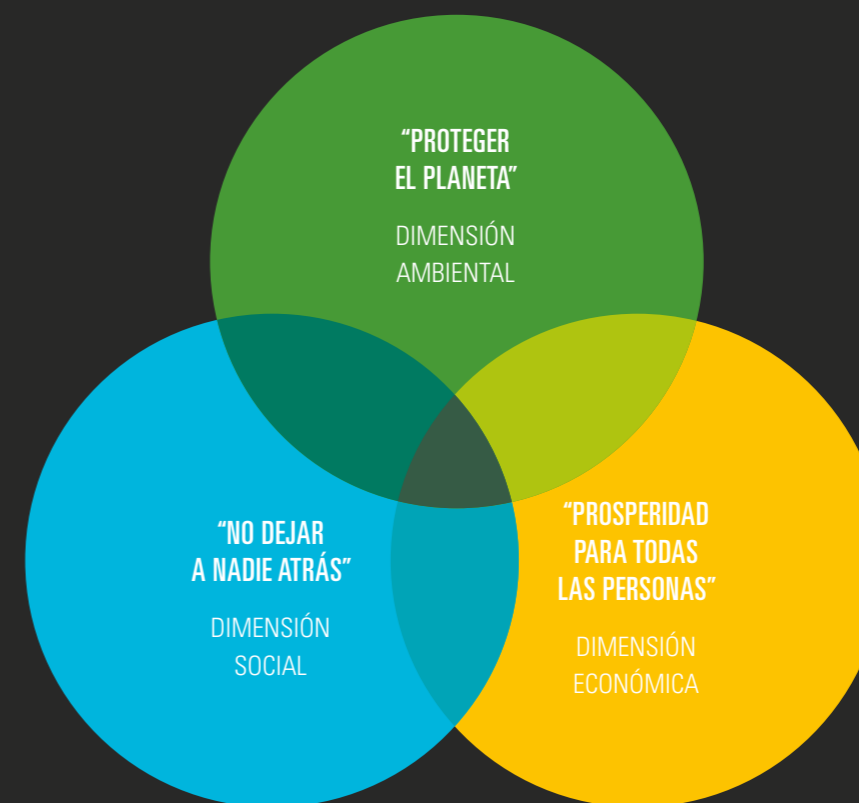 “PROTEGER
EL PLANETA”
DIMENSIÓN
AMBIENTAL
“NO DEJAR
A NADIE ATRÁS”
DIMENSIÓN
SOCIAL
“PROSPERIDAD
PARA TODAS
LAS PERSONAS”
DIMENSIÓN
ECONÓMICA